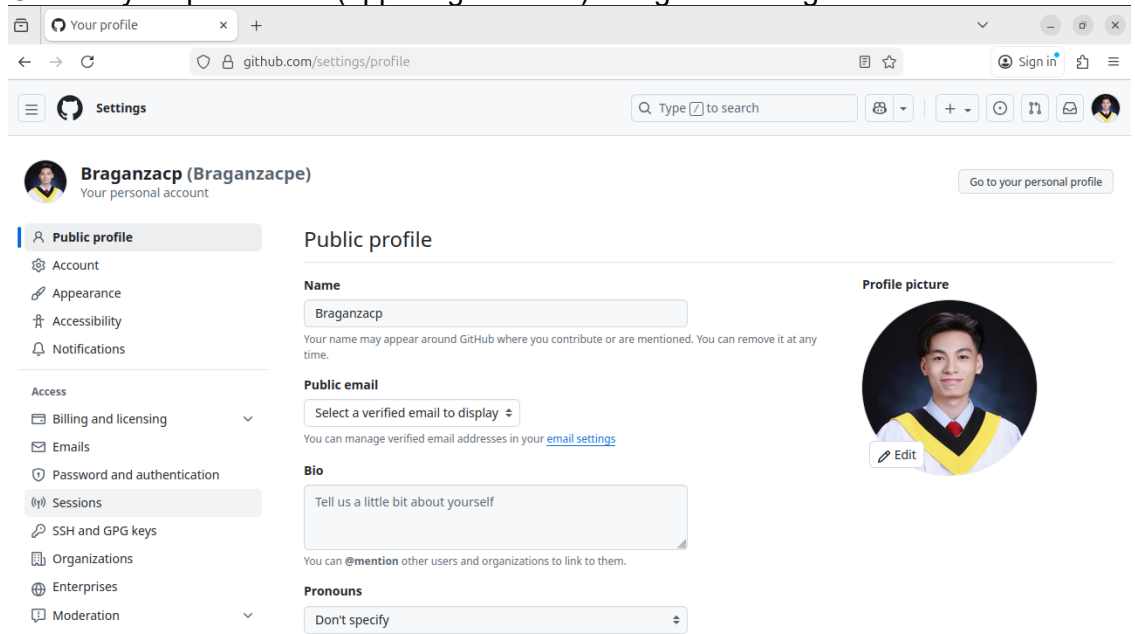 Your profile
github.com/settings/profile
Sign in
Settings
Type / to search
Braganzacp (Braganzacpe)
Your personal account
Go to your personal profile
Public profile
Account
Appearance
Accessibility
Notifications
Access
Billing and licensing
Emails
Password and authentication
Sessions
SSH and GPG keys
Organizations
Enterprises
Moderation
Public profile
Name
Braganzacp
Your name may appear around GitHub where you contribute or are mentioned. You can remove it at any
time.
Public email
Select a verified email to display
You can manage verified email addresses in your email settings
Bio
Tell us a little bit about yourself
You can @mention other users and organizations to link to them.
Pronouns
Don't specify
Profile picture
Edit